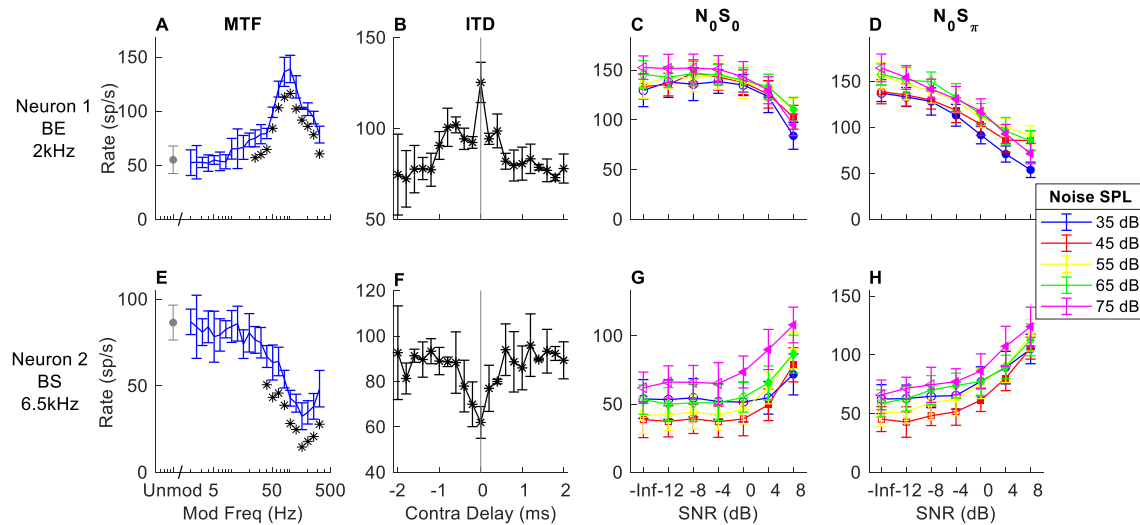 A MTF
B ITD
C N0S0
D N0Sπ
Neuron 1
BE
2kHz
Rate (sp/s)
150
100
50
0
150
100
50
150
100
50
0
150
100
50
0
Noise SPL
35 dB
45 dB
55 dB
65 dB
75 dB
E
F
G
H
Neuron 2
BS
6.5kHz
Rate (sp/s)
100
50
0
120
100
80
60
40
150
100
50
0
150
100
50
0
Unmod 5 50 500
Mod Freq (Hz)
-2 -1 0 1 2
Contra Delay (ms)
-Inf -12 -8 -4 0 4 8
SNR (dB)
-Inf -12 -8 -4 0 4 8
SNR (dB)